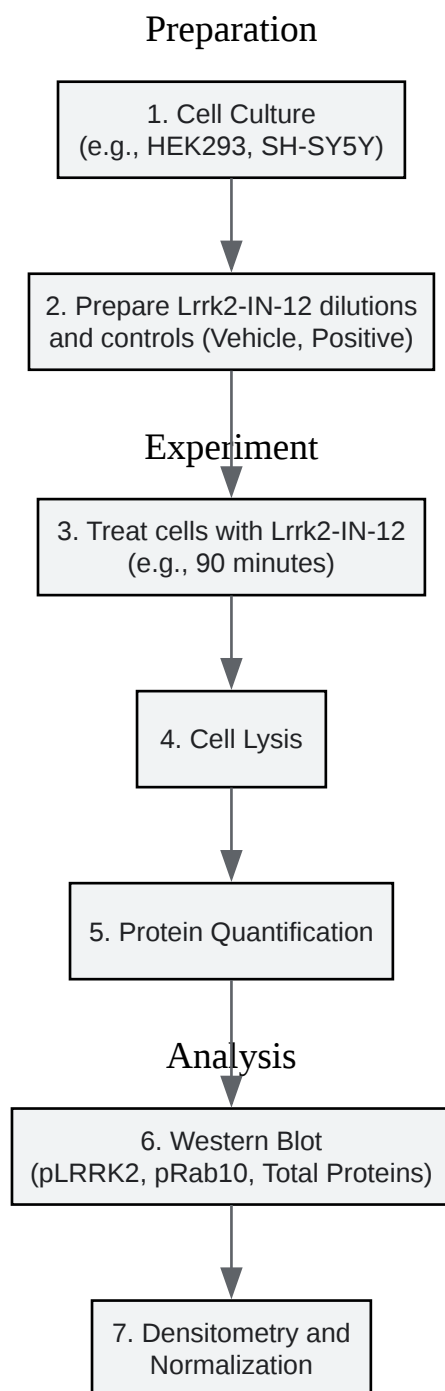 Preparation
1. Cell Culture
(e.g., HEK293, SH-SY5Y)
2. Prepare Lrrk2-IN-12 dilutions
and controls (Vehicle, Positive)
Experiment
3. Treat cells with Lrrk2-IN-12
(e.g., 90 minutes)
4. Cell Lysis
5. Protein Quantification
Analysis
6. Western Blot
(pLRRK2, pRab10, Total Proteins)
7. Densitometry and
Normalization